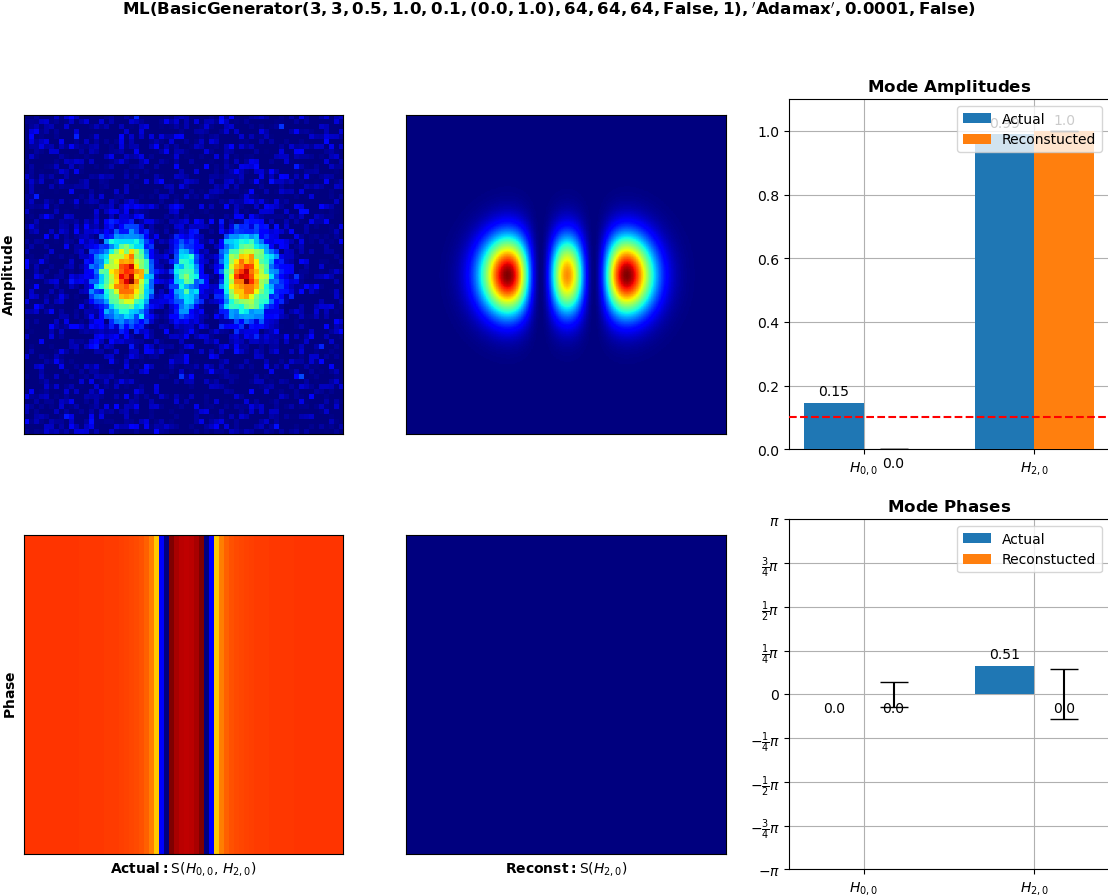 ML(BasicGenerator(3, 3, 0.5, 1.0, 0.1, (0.0, 1.0), 64, 64, 64, False, 1), ′Adamax′, 0.0001, False)
Amplitude
Mode Amplitudes
Actual
Reconstucted
1.0
1.0
0.8
0.6
0.4
0.2
0.0
0.15
0.0
H0, 0
H2, 0
Phase
Actual: S(H0, 0, H2, 0)
Reconst: S(H2, 0)
Mode Phases
Actual
Reconstucted
π
3/4π
1/2π
1/4π
0
−1/4π
−1/2π
−3/4π
−π
0.0
0.0
0.51
0.0
H0, 0
H2, 0